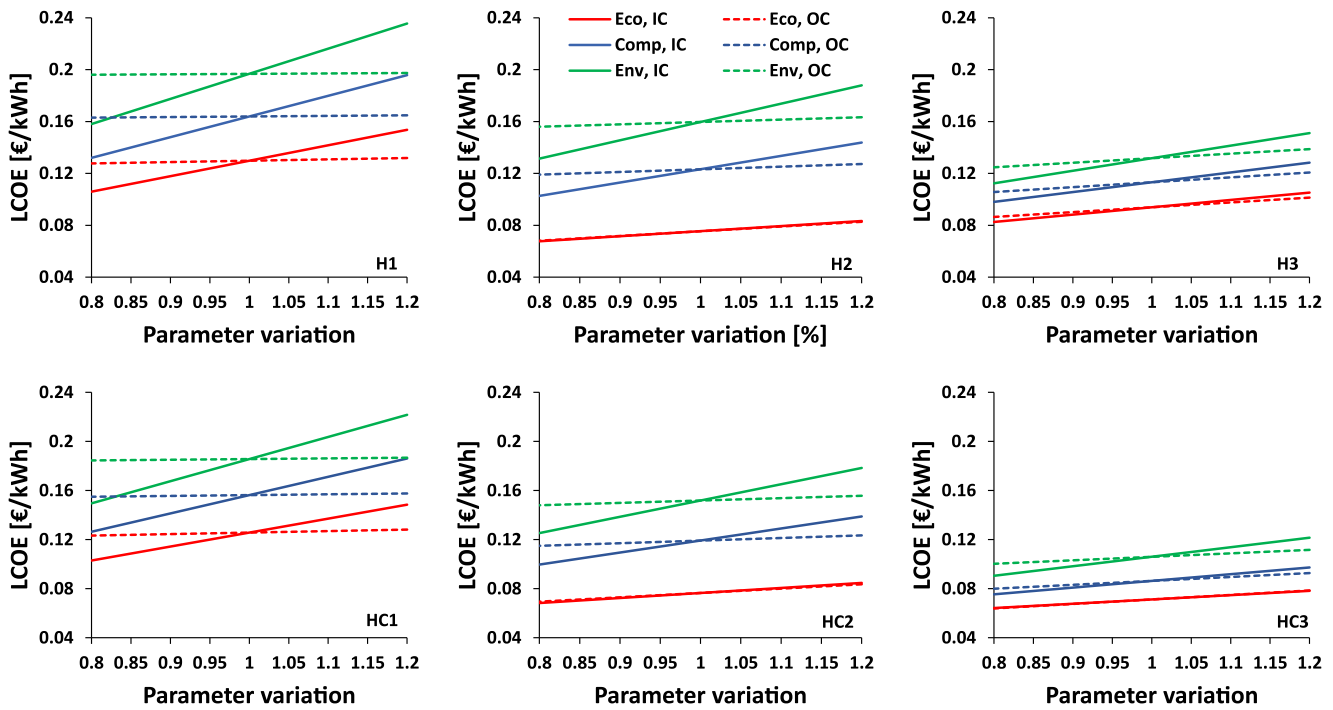 Eco, IC
Eco, OC
Comp, IC
Comp, OC
Env, IC
Env, OC
LCOE [€/kWh]
0.24
0.2
0.16
0.12
0.08
0.04
H1
0.8 0.85 0.9 0.95 1 1.05 1.1 1.15 1.2
Parameter variation
LCOE [€/kWh]
0.24
0.2
0.16
0.12
0.08
0.04
H2
0.8 0.85 0.9 0.95 1 1.05 1.1 1.15 1.2
Parameter variation [%]
LCOE [€/kWh]
0.24
0.2
0.16
0.12
0.08
0.04
H3
0.8 0.85 0.9 0.95 1 1.05 1.1 1.15 1.2
Parameter variation
LCOE [€/kWh]
0.24
0.2
0.16
0.12
0.08
0.04
HC1
0.8 0.85 0.9 0.95 1 1.05 1.1 1.15 1.2
Parameter variation
LCOE [€/kWh]
0.24
0.2
0.16
0.12
0.08
0.04
HC2
0.8 0.85 0.9 0.95 1 1.05 1.1 1.15 1.2
Parameter variation
LCOE [€/kWh]
0.24
0.2
0.16
0.12
0.08
0.04
HC3
0.8 0.85 0.9 0.95 1 1.05 1.1 1.15 1.2
Parameter variation